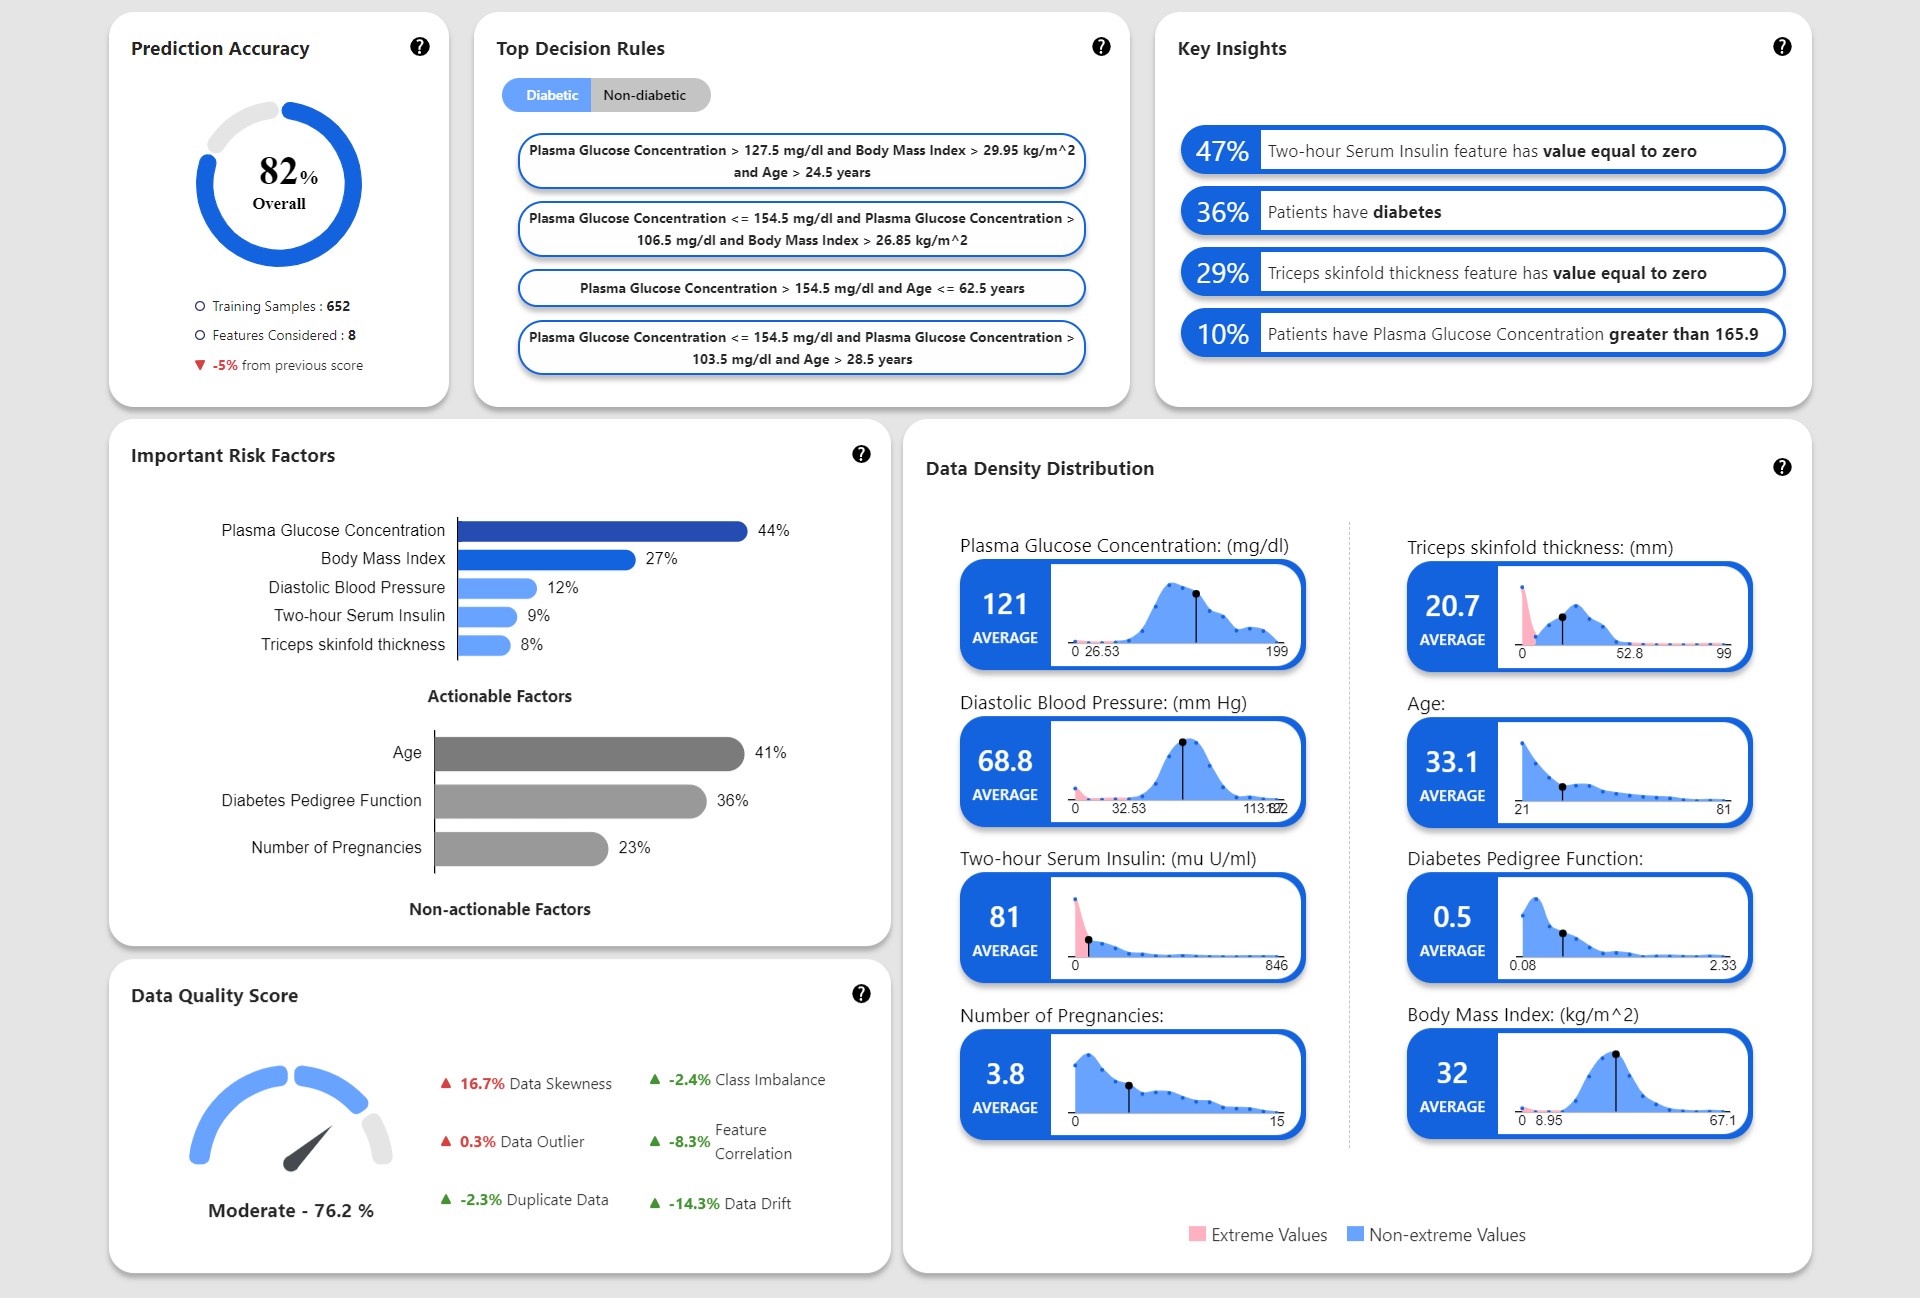 Prediction Accuracy
82%
Overall
Training Samples : 652
Features Considered : 8
-5% from previous score
Top Decision Rules
Diabetic Non-diabetic
Plasma Glucose Concentration > 127.5 mg/dl and Body Mass Index > 29.95 kg/m^2
and Age > 24.5 years
Plasma Glucose Concentration <= 154.5 mg/dl and Plasma Glucose Concentration >
106.5 mg/dl and Body Mass Index > 26.85 kg/m^2
Plasma Glucose Concentration > 154.5 mg/dl and Age <= 62.5 years
Plasma Glucose Concentration <= 154.5 mg/dl and Plasma Glucose Concentration >
103.5 mg/dl and Age > 28.5 years
Key Insights
47% Two-hour Serum Insulin feature has value equal to zero
36% Patients have diabetes
29% Triceps skinfold thickness feature has value equal to zero
10% Patients have Plasma Glucose Concentration greater than 165.9
Important Risk Factors
Plasma Glucose Concentration 44%
Body Mass Index 27%
Diastolic Blood Pressure 12%
Two-hour Serum Insulin 9%
Triceps skinfold thickness 8%
Actionable Factors
Age 41%
Diabetes Pedigree Function 36%
Number of Pregnancies 23%
Non-actionable Factors
Data Quality Score
Moderate - 76.2 %
16.7% Data Skewness
0.3% Data Outlier
-2.3% Duplicate Data
-2.4% Class Imbalance
-8.3% Feature
Correlation
-14.3% Data Drift
Data Density Distribution
Plasma Glucose Concentration: (mg/dl)
121
AVERAGE
0 26.53 199
Diastolic Blood Pressure: (mm Hg)
68.8
AVERAGE
0 32.53 122
Two-hour Serum Insulin: (mu U/ml)
81
AVERAGE
0 846
Number of Pregnancies:
3.8
AVERAGE
0 15
Triceps skinfold thickness: (mm)
20.7
AVERAGE
0 52.8 99
Age:
33.1
AVERAGE
21 81
Diabetes Pedigree Function:
0.5
AVERAGE
0.08 2.33
Body Mass Index: (kg/m^2)
32
AVERAGE
0 8.95 67.1
Extreme Values Non-extreme Values